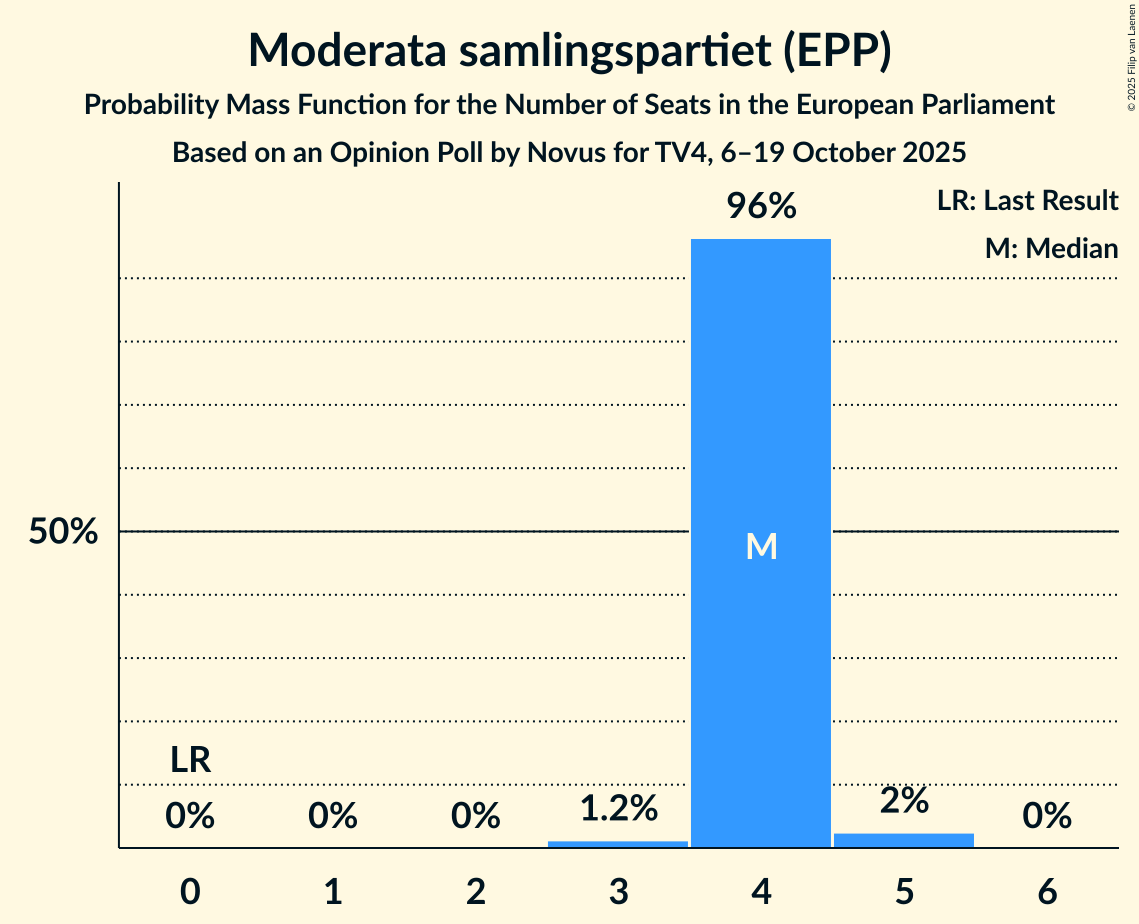 Moderata samlingspartiet (EPP)
Probability Mass Function for the Number of Seats in the European Parliament
Based on an Opinion Poll by Novus for TV4, 6–19 October 2025
© 2025 Filip van Laenen
LR: Last Result
M: Median
96%
50%
M
LR
0%
0%
0%
1.2%
2%
0%
0
1
2
3
4
5
6